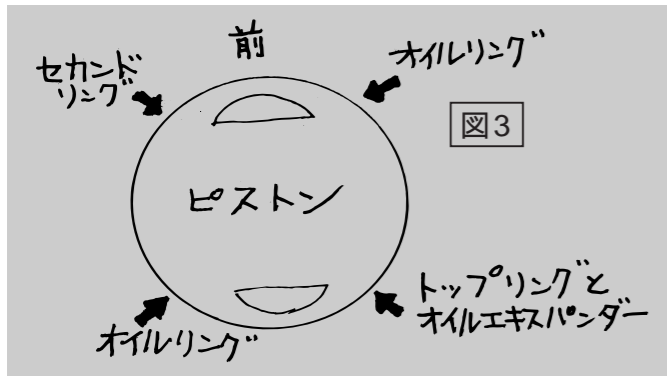 前
セカンド
リング
オイルリング
図3
ピストン
トップリングと
オイルエキスパンダー
オイルリング